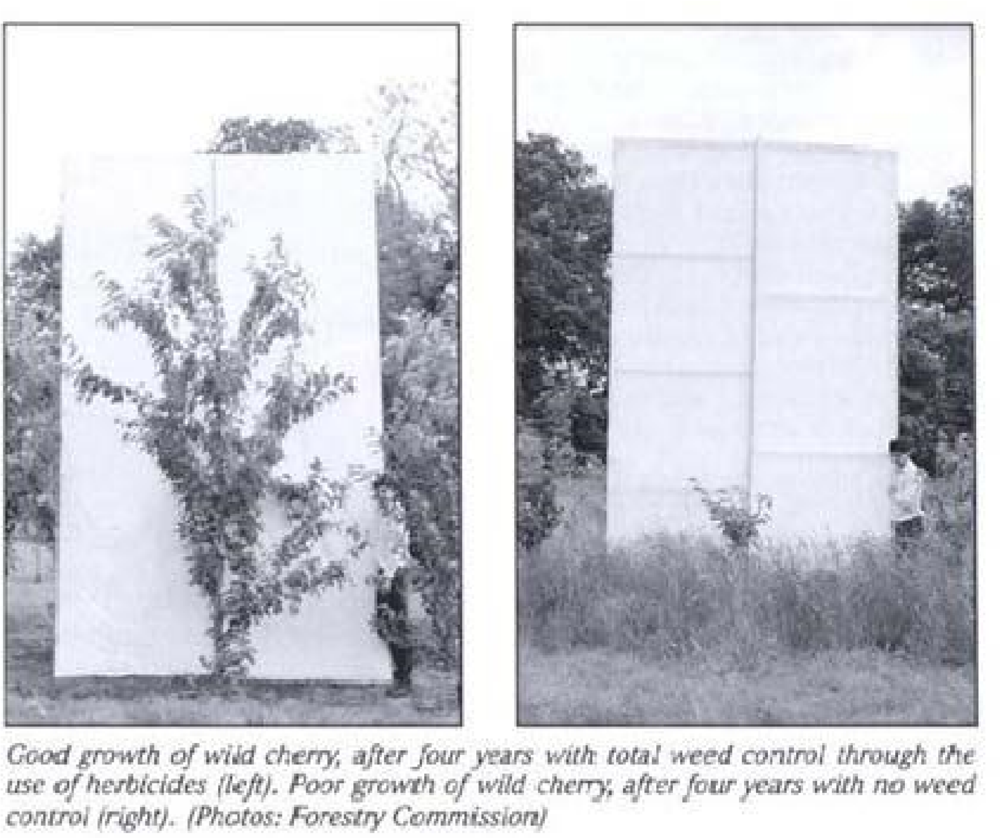 Good growth of wild cherry, after four years with total weed control through the
use of herbicides (left). Poor growth of wild cherry, after four years with no weed
control (right). (Photos: Forestry Commission)